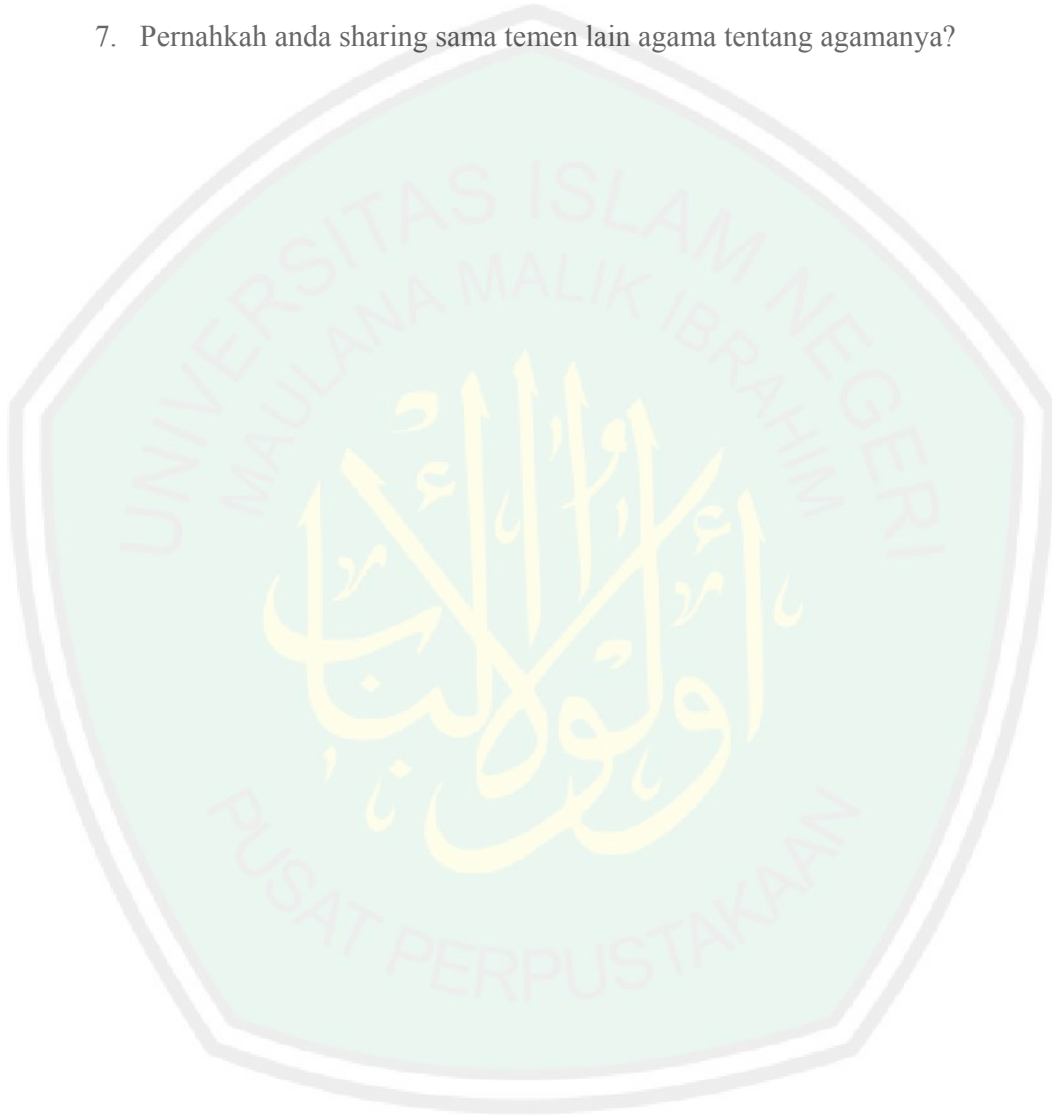 7. Pernahkah anda sharing sama temen lain agama tentang agamanya?
UNIVERSITAS ISLAM NEGERI
MAULANA MALIK IBRAHIM
أولو الألباب
PUSAT PERPUSTAKAAN